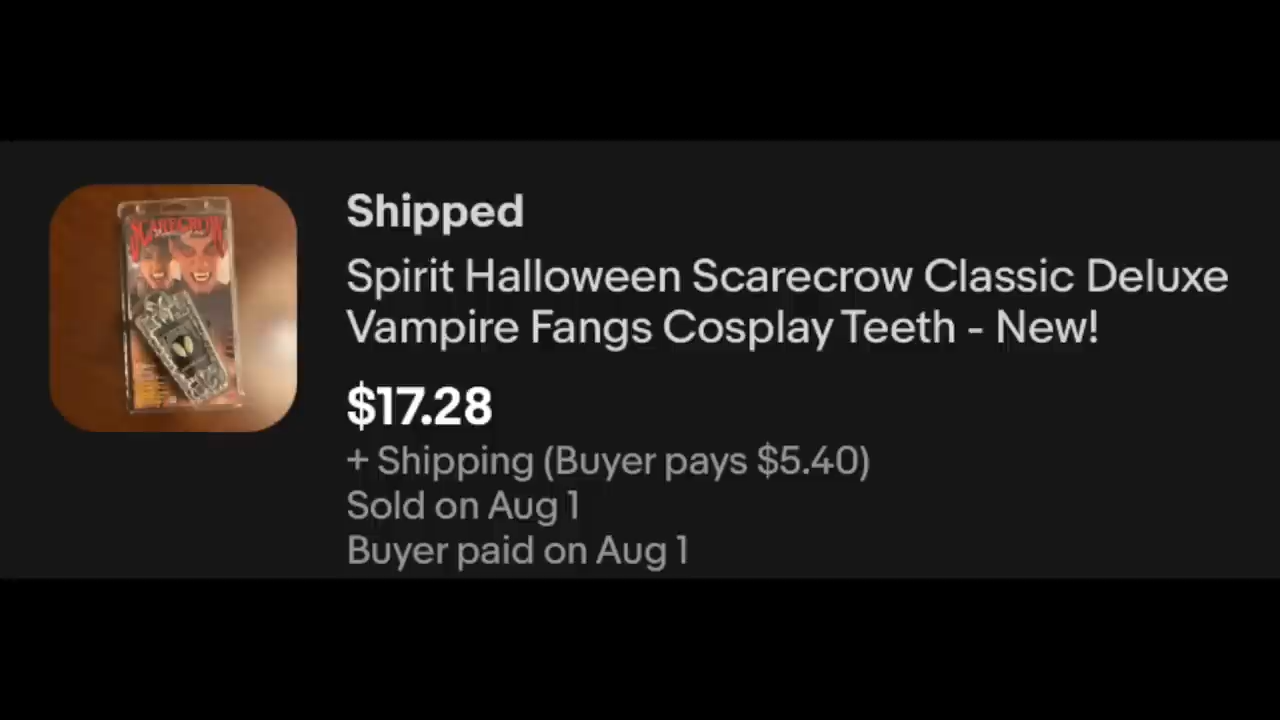 SCARECROW
Shipped
Spirit Halloween Scarecrow Classic Deluxe
Vampire Fangs Cosplay Teeth - New!
$17.28
+ Shipping (Buyer pays $5.40)
Sold on Aug 1
Buyer paid on Aug 1